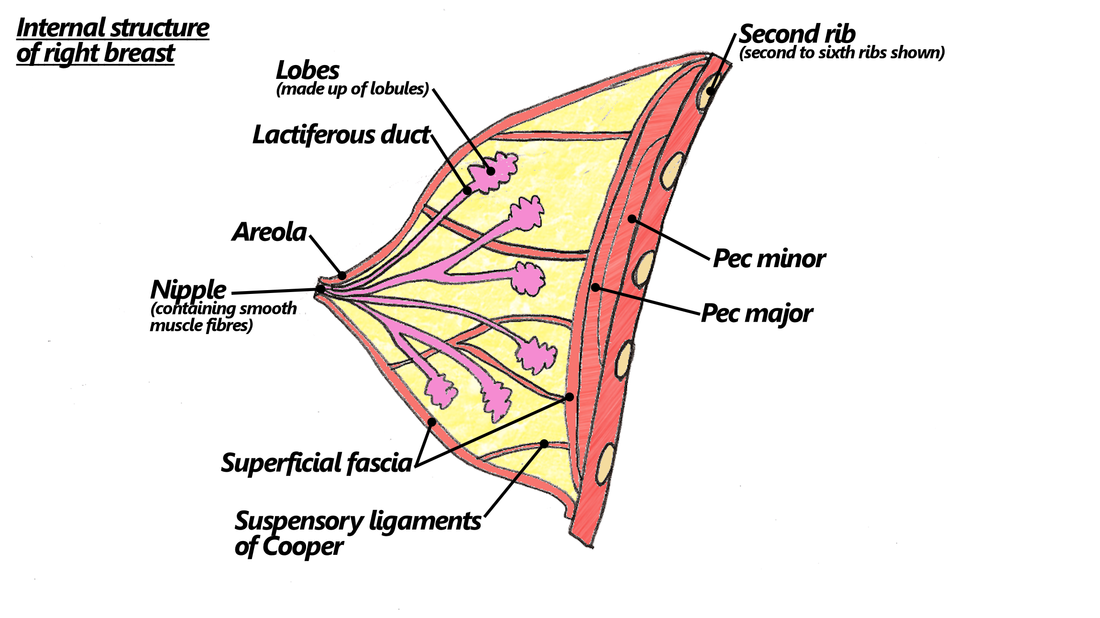 Internal structure
of right breast
Second rib
(second to sixth ribs shown)
Lobes
(made up of lobules)
Lactiferous duct
Areola
Nipple
(containing smooth
muscle fibres)
Pec minor
Pec major
Superficial fascia
Suspensory ligaments
of Cooper